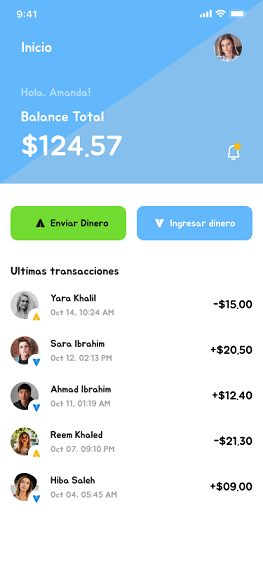 9:41
Inicio
Hola, Amanda!
Balance Total
$124.57
Enviar Dinero
Ingresar dinero
Ultimas transacciones
Yara Khalil
Oct 14, 10:24 AM
-$15,00
Sara Ibrahim
Oct 12, 02:13 PM
+$20,50
Ahmad Ibrahim
Oct 11, 01:19 AM
+$12,40
Reem Khaled
Oct 07, 09:10 PM
-$21,30
Hiba Saleh
Oct 04, 05:45 AM
+$09,00